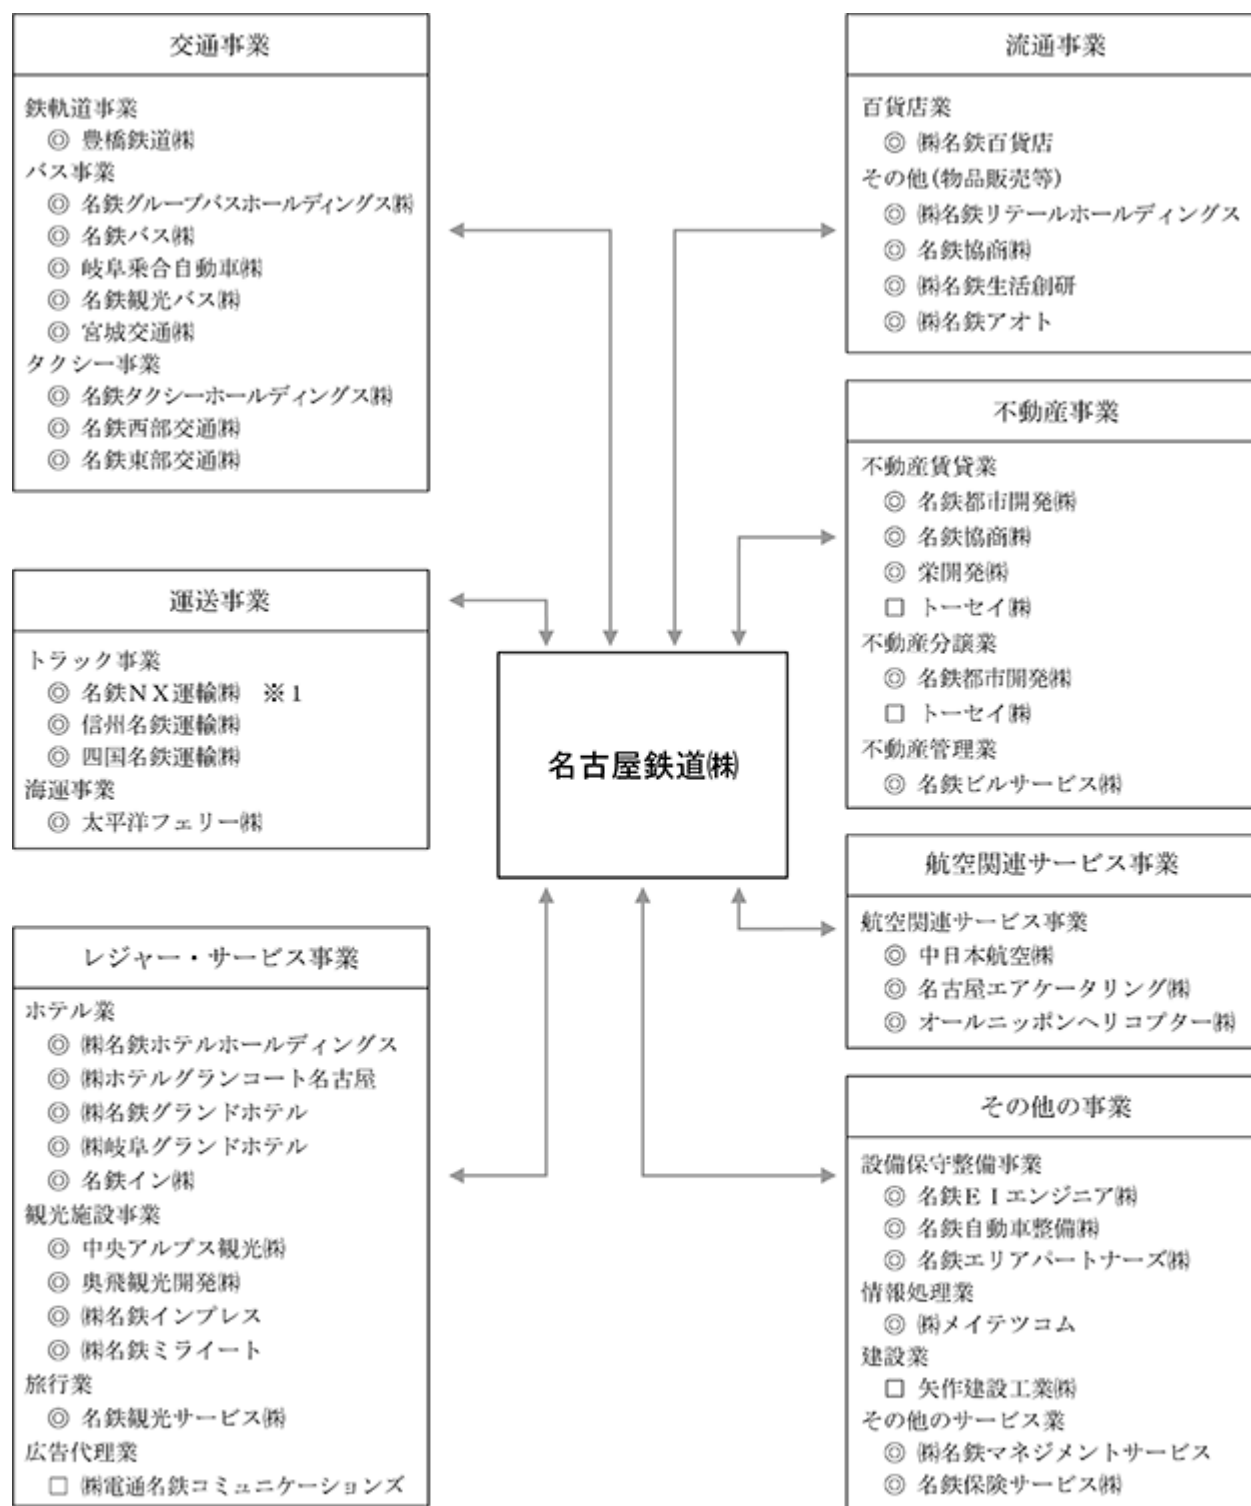 交通事業
鉄軌道事業
◎ 豊橋鉄道㈱
バス事業
◎ 名鉄グループバスホールディングス㈱
◎ 名鉄バス㈱
◎ 岐阜乗合自動車㈱
◎ 名鉄観光バス㈱
◎ 宮城交通㈱
タクシー事業
◎ 名鉄タクシーホールディングス㈱
◎ 名鉄西部交通㈱
◎ 名鉄東部交通㈱
運送事業
トラック事業
◎ 名鉄NX運輸㈱ ※1
◎ 信州名鉄運輸㈱
◎ 四国名鉄運輸㈱
海運事業
◎ 太平洋フェリー㈱
レジャー・サービス事業
ホテル業
◎ ㈱名鉄ホテルホールディングス
◎ ㈱ホテルグランコート名古屋
◎ ㈱名鉄グランドホテル
◎ ㈱岐阜グランドホテル
◎ 名鉄イン㈱
観光施設事業
◎ 中央アルプス観光㈱
◎ 奥飛観光開発㈱
◎ ㈱名鉄インプレス
◎ ㈱名鉄ミライート
旅行業
◎ 名鉄観光サービス㈱
広告代理業
□ ㈱電通名鉄コミュニケーションズ
名古屋鉄道㈱
流通事業
百貨店業
◎ ㈱名鉄百貨店
その他(物品販売等)
◎ ㈱名鉄リテールホールディングス
◎ 名鉄協商㈱
◎ ㈱名鉄生活創研
◎ ㈱名鉄アオト
不動産事業
不動産賃貸業
◎ 名鉄都市開発㈱
◎ 名鉄協商㈱
◎ 栄開発㈱
□ トーセイ㈱
不動産分譲業
◎ 名鉄都市開発㈱
□ トーセイ㈱
不動産管理業
◎ 名鉄ビルサービス㈱
航空関連サービス事業
航空関連サービス事業
◎ 中日本航空㈱
◎ 名古屋エアケータリング㈱
◎ オールニッポンヘリコプター㈱
その他の事業
設備保守整備事業
◎ 名鉄EIエンジニア㈱
◎ 名鉄自動車整備㈱
◎ 名鉄エリアパートナーズ㈱
情報処理業
◎ ㈱メイテツコム
建設業
□ 矢作建設工業㈱
その他のサービス業
◎ ㈱名鉄マネジメントサービス
◎ 名鉄保険サービス㈱